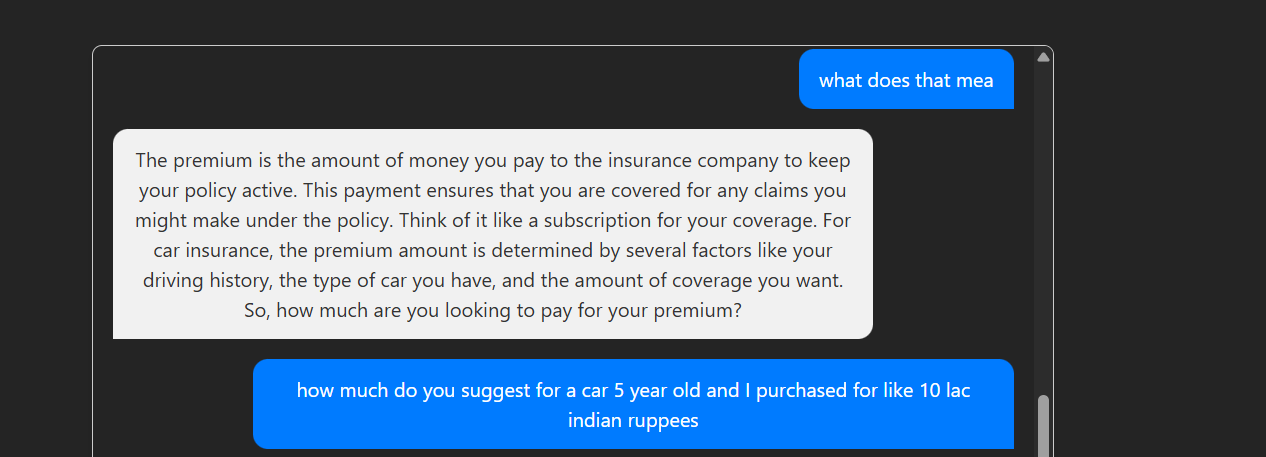 what does that mea
The premium is the amount of money you pay to the insurance company to keep
your policy active. This payment ensures that you are covered for any claims you
might make under the policy. Think of it like a subscription for your coverage. For
car insurance, the premium amount is determined by several factors like your
driving history, the type of car you have, and the amount of coverage you want.
So, how much are you looking to pay for your premium?
how much do you suggest for a car 5 year old and I purchased for like 10 lac
indian ruppees